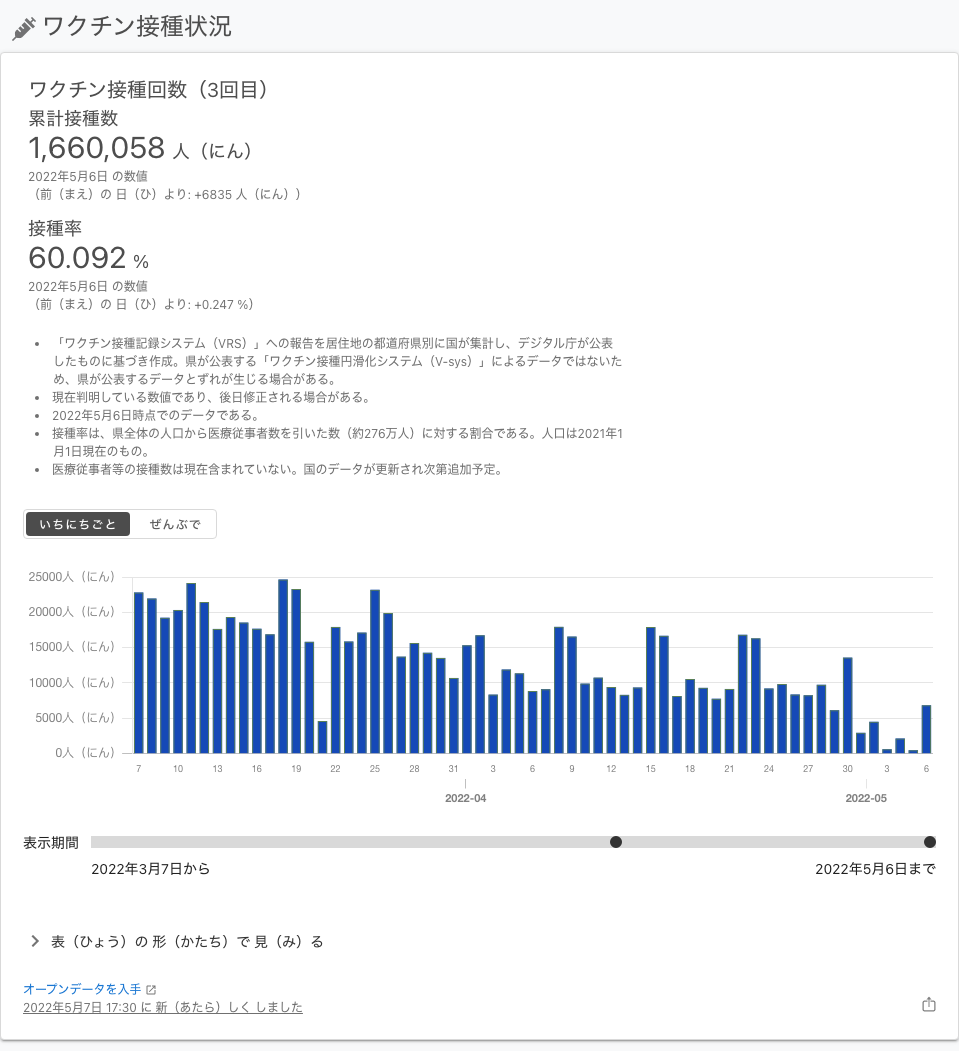 ワクチン接種状況
ワクチン接種回数（3回目）
累計接種数
1,660,058 人（にん）
2022年5月6日 の数値
（前（まえ）の 日（ひ）より: +6835 人（にん））
接種率
60.092 %
2022年5月6日 の数値
（前（まえ）の 日（ひ）より: +0.247 %）
• 「ワクチン接種記録システム（VRS）」への報告を居住地の都道府県別に国が集計し、デジタル庁が公表
したものに基づき作成。県が公表する「ワクチン接種円滑化システム（V-sys）」によるデータではないた
め、県が公表するデータとずれが生じる場合がある。
• 現在判明している数値であり、後日修正される場合がある。
• 2022年5月6日時点でのデータである。
• 接種率は、県全体の人口から医療従事者数を引いた数（約276万人）に対する割合である。人口は2021年1
月1日現在のもの。
• 医療従事者等の接種数は現在含まれていない。国のデータが更新され次第追加予定。
いちにちごと ぜんぶで
25000人（にん）
20000人（にん）
15000人（にん）
10000人（にん）
5000人（にん）
0人（にん）
7 10 13 16 19 22 25 28 31 3 6 9 12 15 18 21 24 27 30 3 6
2022-04 2022-05
表示期間
2022年3月7日から 2022年5月6日まで
表（ひょう）の 形（かたち）で 見（み）る
オープンデータを入手
2022年5月7日 17:30 に 新（あたら）しく しました